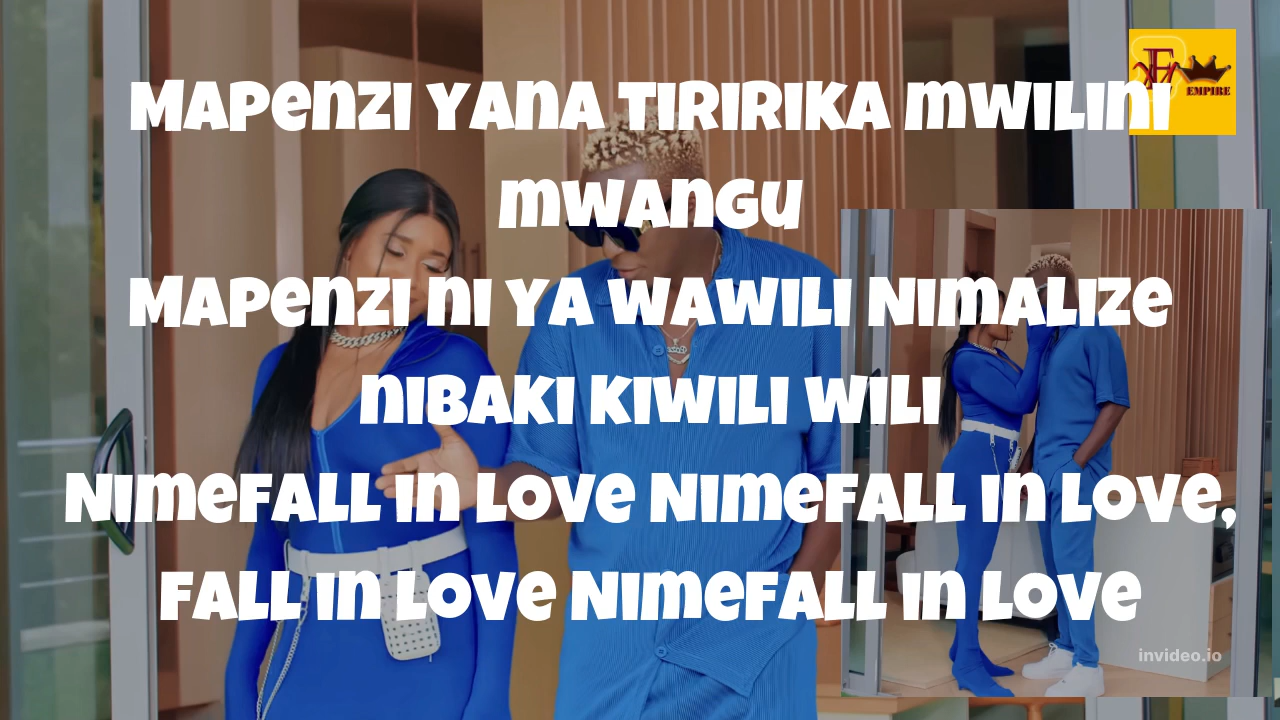 Mapenzi yana tiririka mwilini
mwangu
Mapenzi ni ya wawili Nimalize
nibaki kiwili wili
Nimefall in love Nimefall in love,
fall in love Nimefall in love
EMPIRE
invideo.io